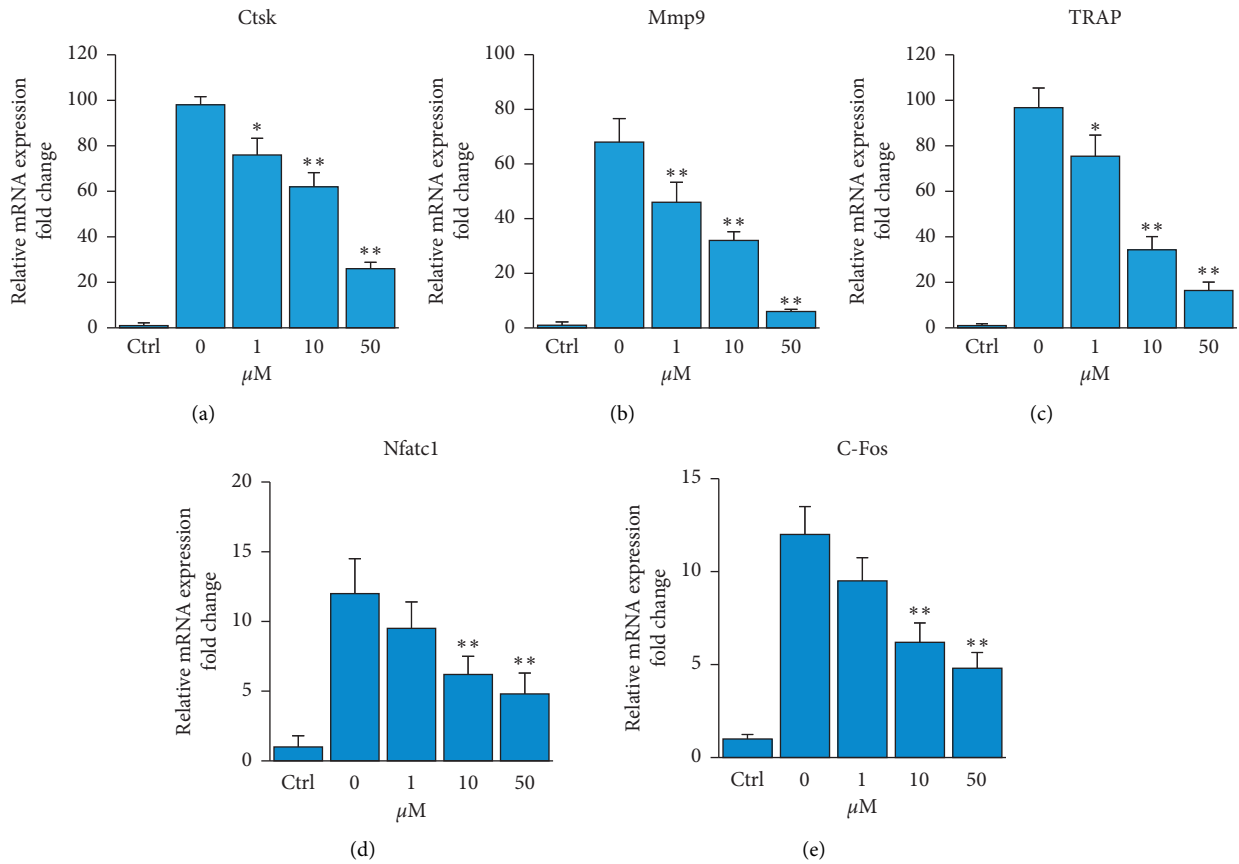 Ctsk
Relative mRNA expression
fold change
120
100
80
60
40
20
0
*
**
**
Ctrl 0 1 10 50
µM
(a)
Mmp9
Relative mRNA expression
fold change
100
80
60
40
20
0
**
**
**
Ctrl 0 1 10 50
µM
(b)
TRAP
Relative mRNA expression
fold change
120
100
80
60
40
20
0
*
**
**
Ctrl 0 1 10 50
µM
(c)
Nfatc1
Relative mRNA expression
fold change
20
15
10
5
0
**
**
Ctrl 0 1 10 50
µM
(d)
C-Fos
Relative mRNA expression
fold change
15
10
5
0
**
**
Ctrl 0 1 10 50
µM
(e)